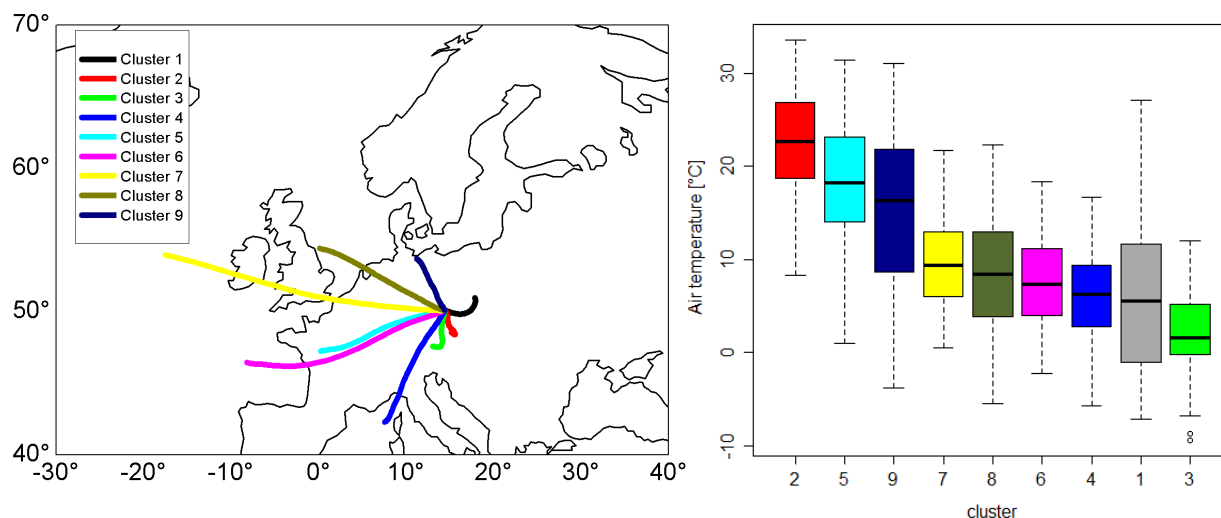 70°
60°
50°
40°
-30°
-20°
-10°
0°
10°
20°
30°
40°
Cluster 1
Cluster 2
Cluster 3
Cluster 4
Cluster 5
Cluster 6
Cluster 7
Cluster 8
Cluster 9
Air temperature [°C]
30
20
10
0
-10
2
5
9
7
8
6
4
1
3
cluster